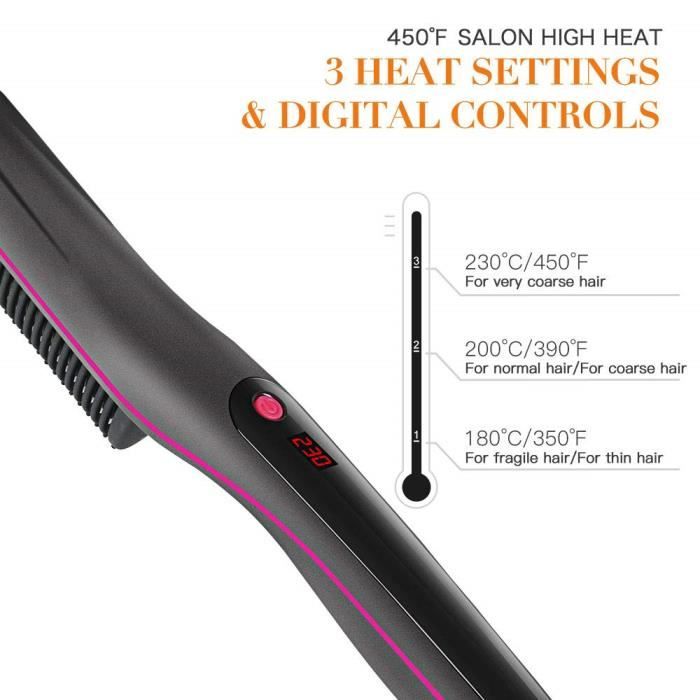 450°F SALON HIGH HEAT
3 HEAT SETTINGS
& DIGITAL CONTROLS
3
230°C/450°F
For very coarse hair
2
200°C/390°F
For normal hair/For coarse hair
1
180°C/350°F
For fragile hair/For thin hair
230